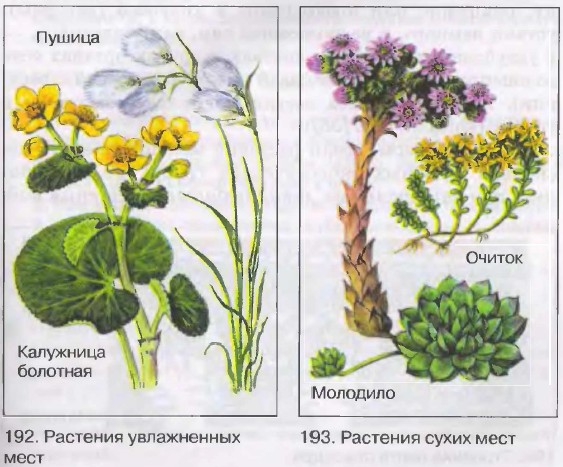 Пушица
Калужница
болотная
192. Растения увлажненных
мест
Очиток
Молодило
193. Растения сухих мест